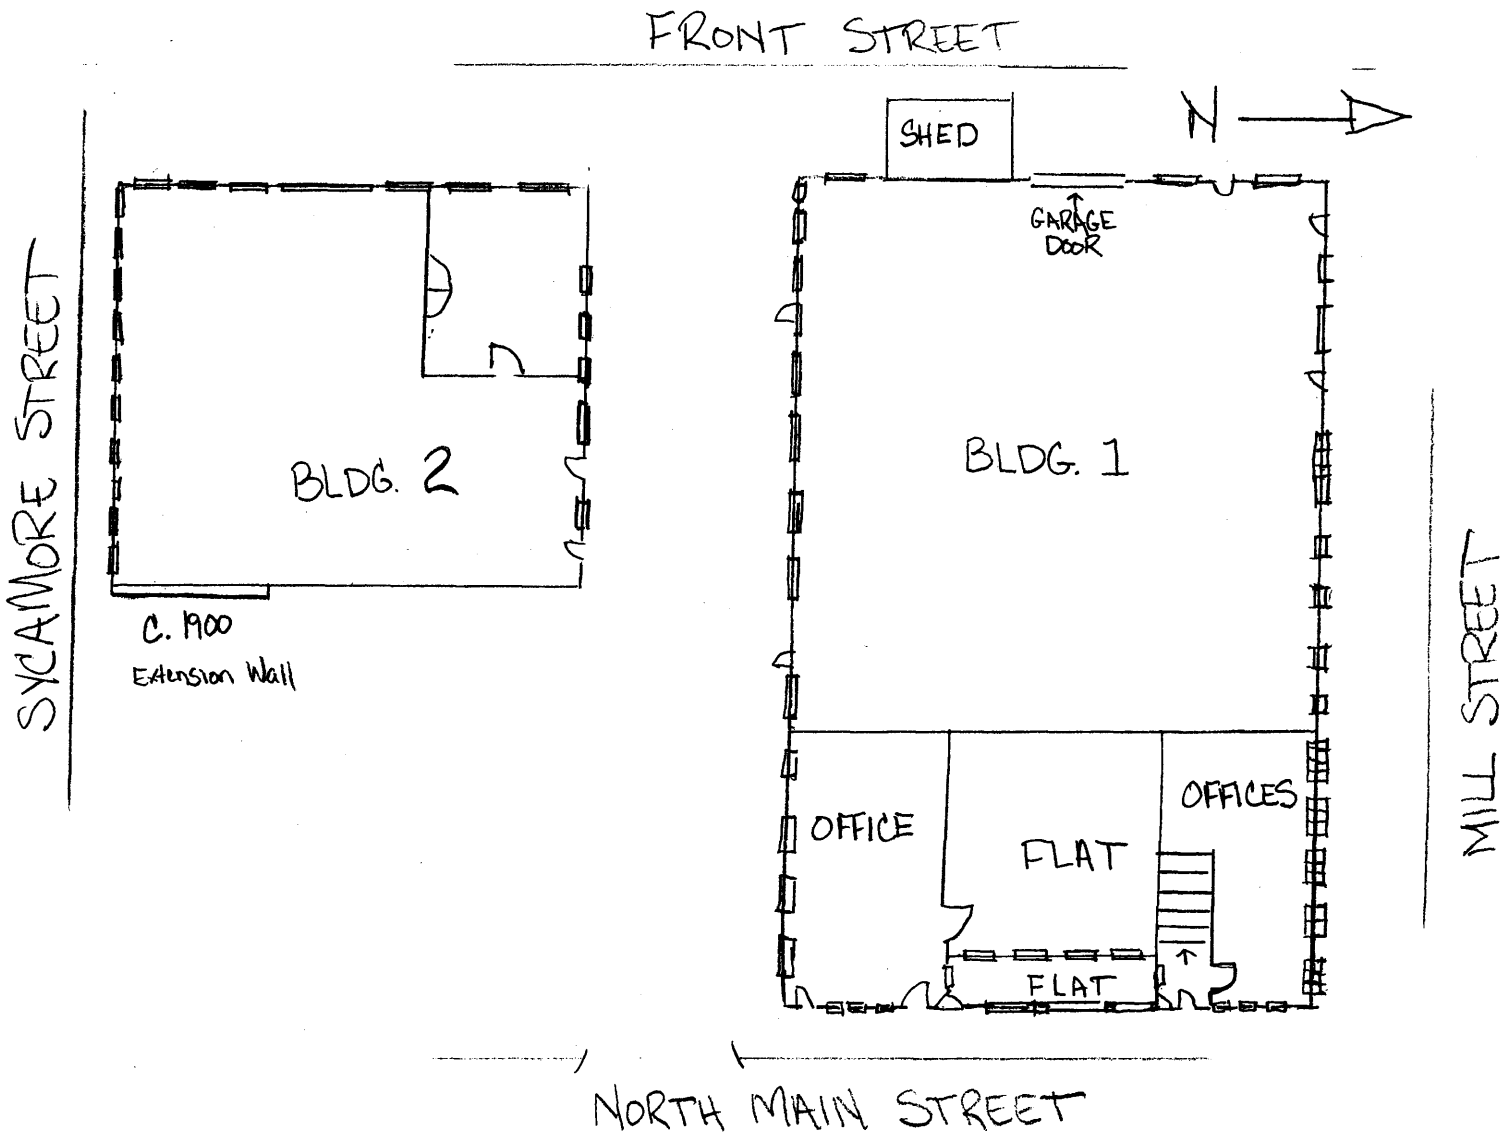 FRONT STREET
N
SHED
GARAGE
DOOR
SYCAMORE STREET
BLDG. 2
BLDG. 1
C. 1900
Extension Wall
MILL STREET
OFFICE
FLAT
OFFICES
FLAT
NORTH MAIN STREET